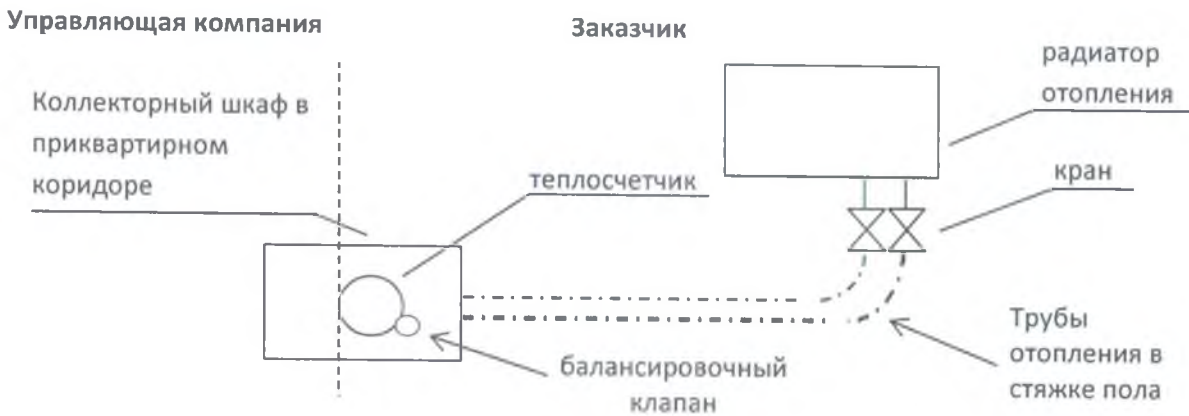 Управляющая компания
Заказчик
радиатор
отопления
Коллекторный шкаф в
приквартирном
коридоре
теплосчетчик
кран
балансировочный
клапан
Трубы
отопления в
стяжке пола